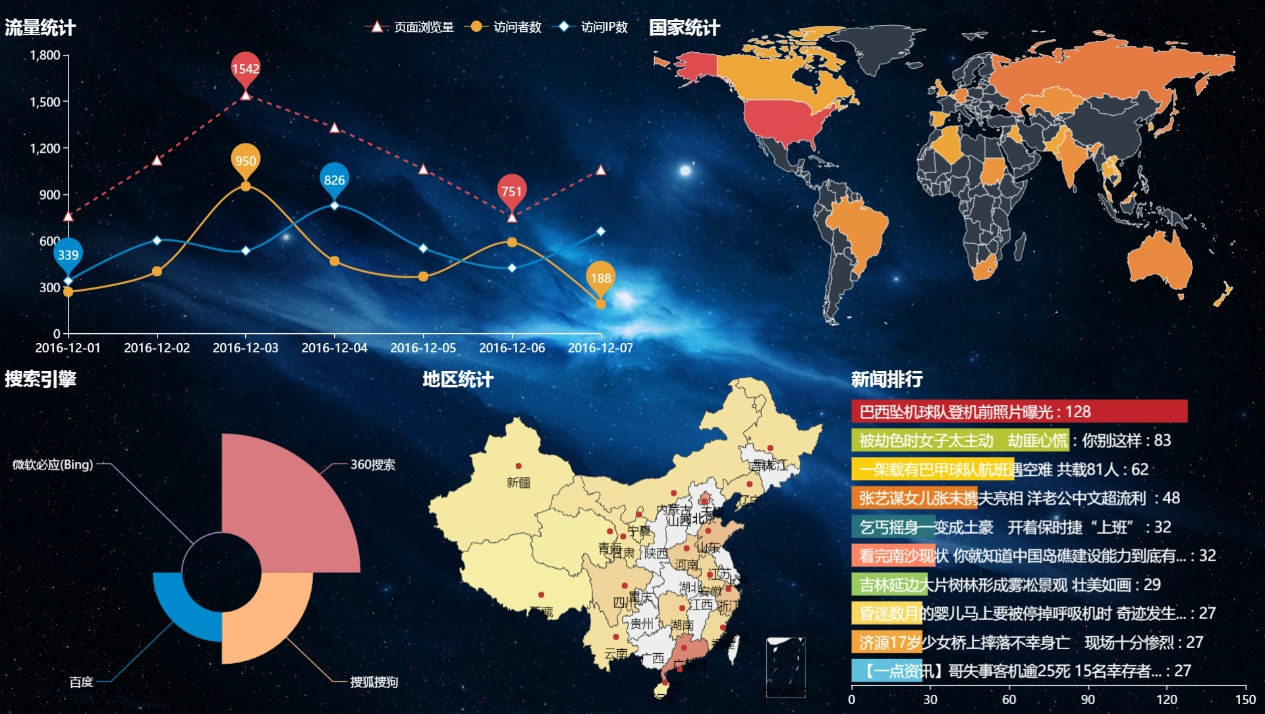 流量统计
页面浏览量 访问者数 访问IP数
国家统计
1,800
1,500
1,200
900
600
300
0
1542
950
826
751
339
188
2016-12-01 2016-12-02 2016-12-03 2016-12-04 2016-12-05 2016-12-06 2016-12-07
搜索引擎
微软必应(Bing)
360搜索
百度
搜狐搜狗
地区统计
黑龙江
新疆
辽宁
内蒙古
山西
宁夏
山东
青海
甘肃
陕西
河南
江苏
西藏
四川
重庆
湖北
安徽
浙江
江西
贵州
湖南
云南
广西
新闻排行
巴西坠机球队登机前照片曝光 : 128
被劫色时女子太主动 劫匪心慌 : 你别这样 : 83
一架载有巴甲球队航班遇空难 共载81人 : 62
张艺谋女儿张末携夫亮相 洋老公中文超流利 : 48
乞丐摇身一变成土豪 开着保时捷“上班” : 32
看完南沙现状 你就知道中国岛礁建设能力到底有... : 32
吉林延边大片树林形成雾凇景观 壮美如画 : 29
昏迷数月的婴儿马上要被停掉呼吸机时 奇迹发生... : 27
济源17岁少女桥上摔落不幸身亡 现场十分惨烈 : 27
【一点资讯】哥失事客机逾25死 15名幸存者... : 27
0 30 60 90 120 150